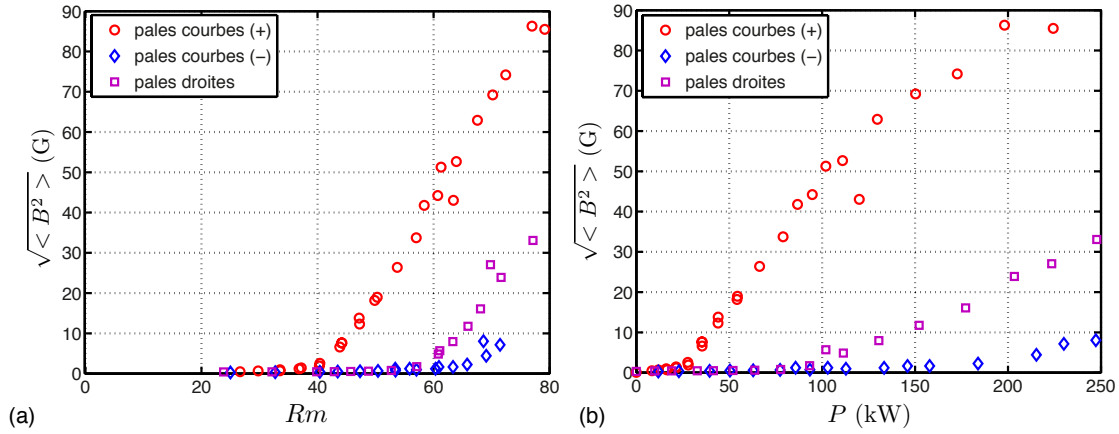 90
80
70
60
50
40
30
20
10
0
√< B² > (G)
pales courbes (+)
pales courbes (−)
pales droites
0 20 40 60 80
(a)
Rm
90
80
70
60
50
40
30
20
10
0
√< B² > (G)
pales courbes (+)
pales courbes (−)
pales droites
0 50 100 150 200 250
(b)
P (kW)